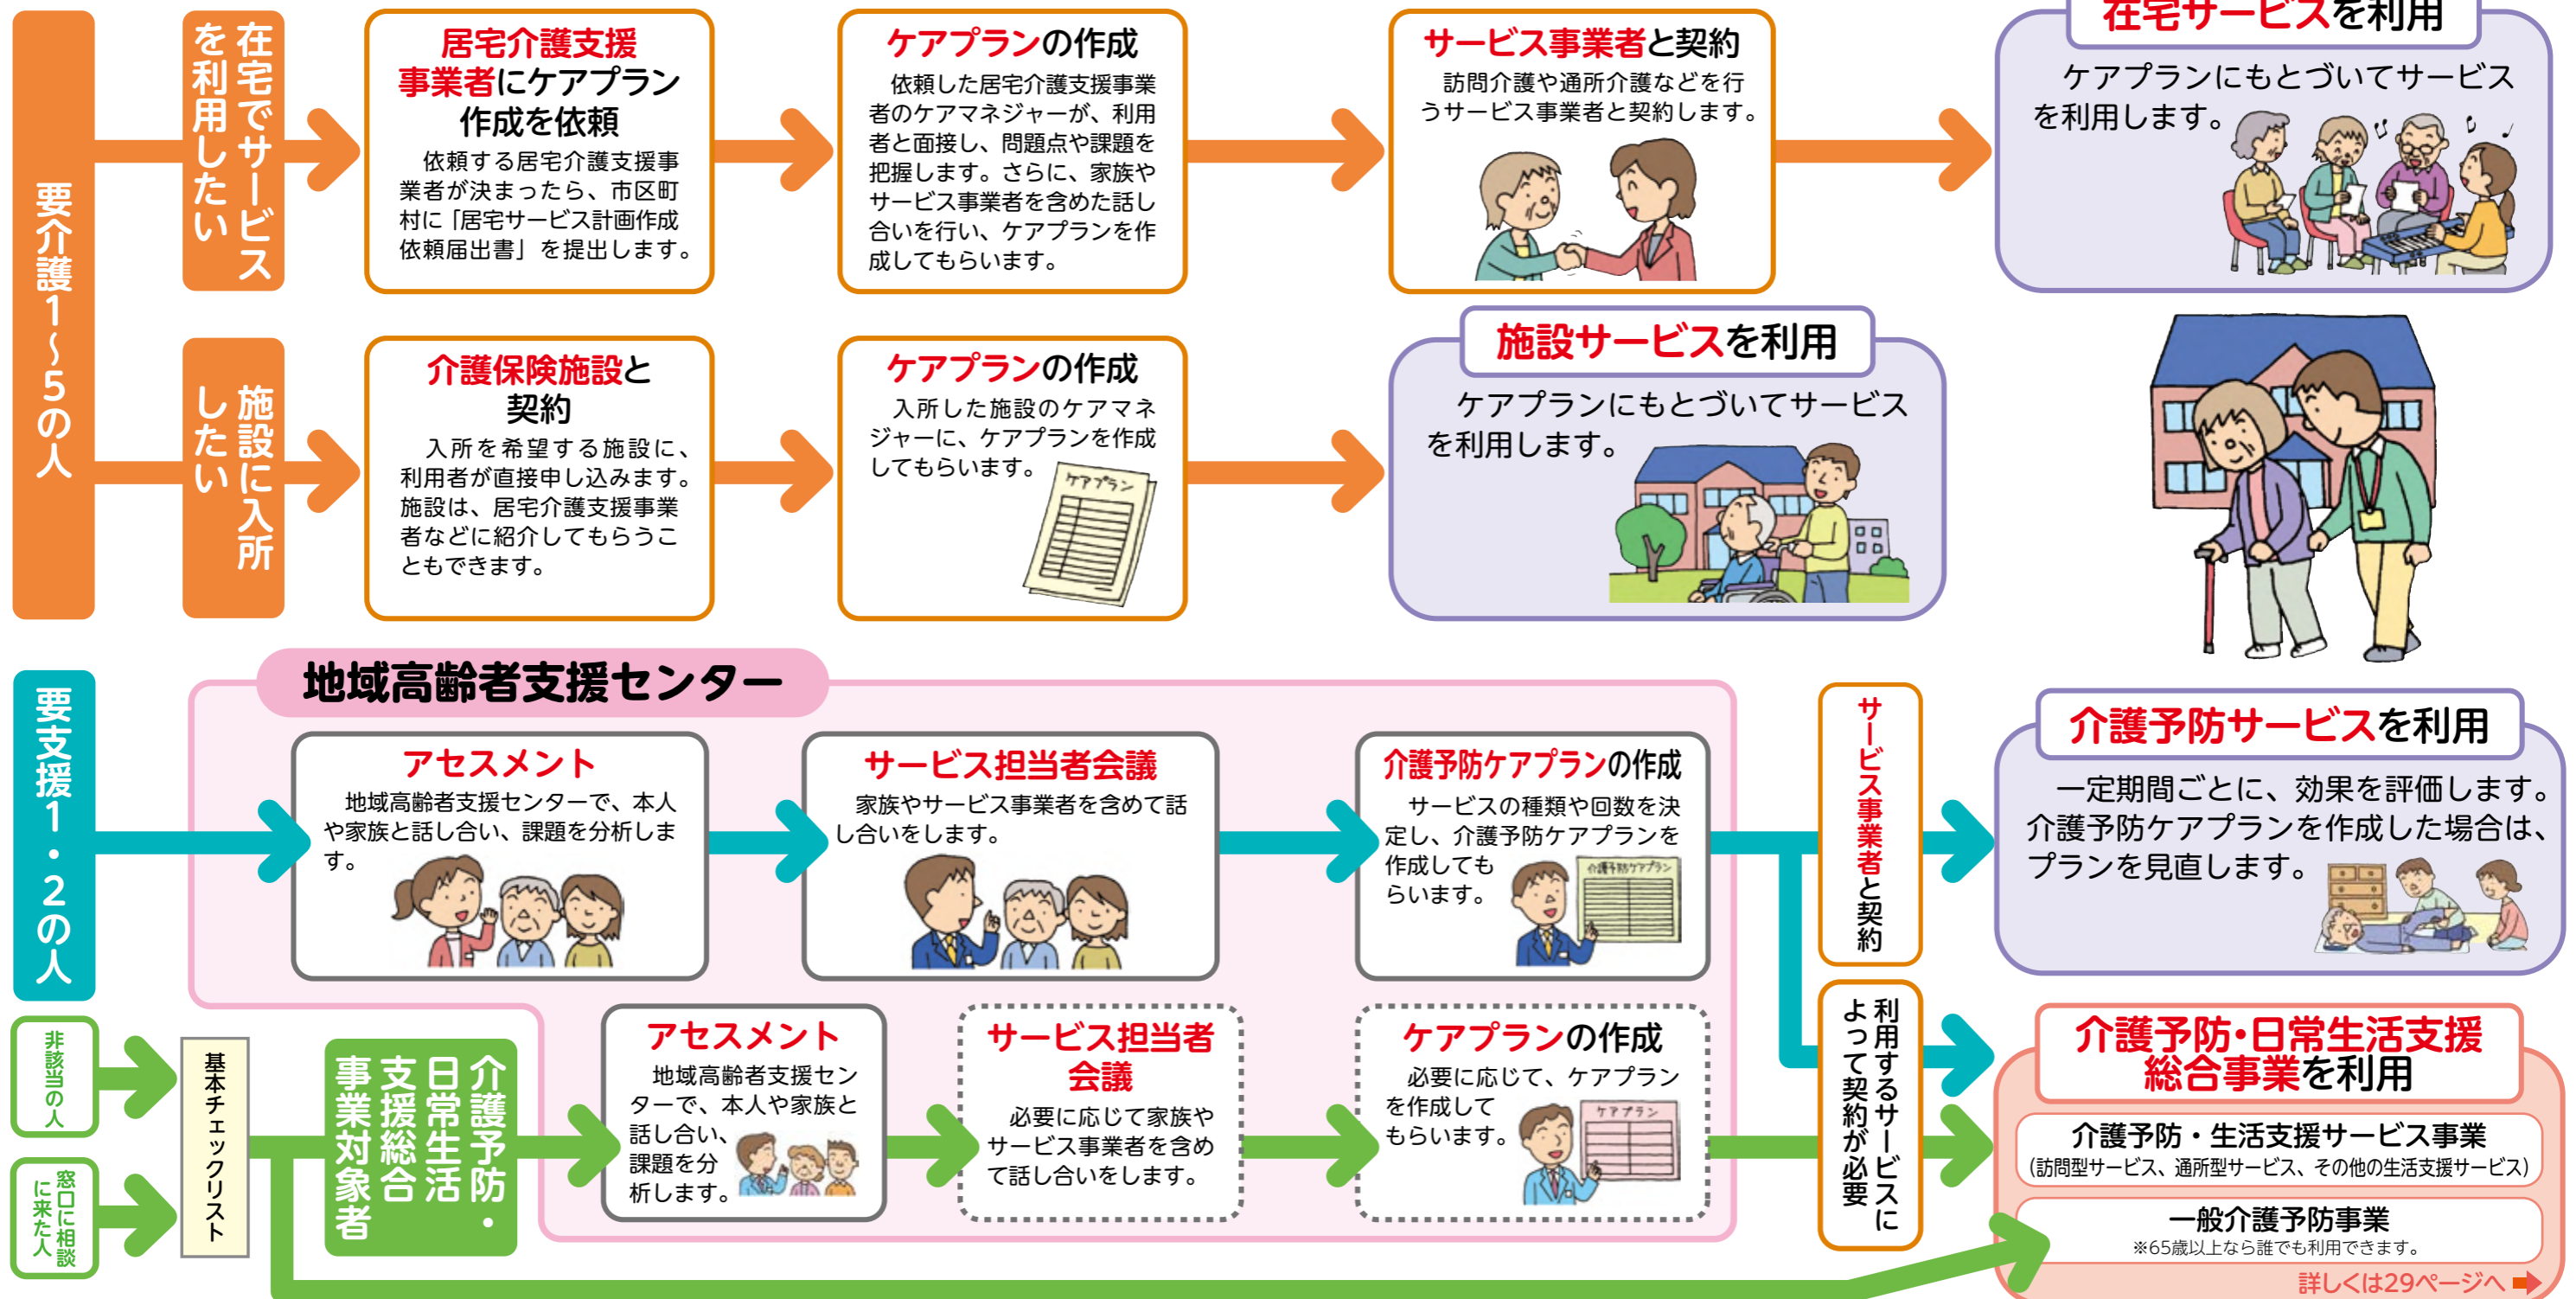 要介護1～5の人
在宅でサービス
を利用したい
居宅介護支援
事業者にケアプラン
作成を依頼
依頼する居宅介護支援事
業者が決まったら、市区町
村に「居宅サービス計画作成
依頼届出書」を提出します。
ケアプランの作成
依頼した居宅介護支援事業
者のケアマネジャーが、利用
者と面接し、問題点や課題を
把握します。さらに、家族や
サービス事業者を含めた話し
合いを行い、ケアプランを作
成してもらいます。
サービス事業者と契約
訪問介護や通所介護などを行
うサービス事業者と契約します。
在宅サービスを利用
ケアプランにもとづいてサービス
を利用します。
施設に入所
したい
介護保険施設と
契約
入所を希望する施設に、
利用者が直接申し込みます。
施設は、居宅介護支援事業
者などに紹介してもらうこ
ともできます。
ケアプランの作成
入所した施設のケアマネ
ジャーに、ケアプランを作成
してもらいます。
ケアプラン
施設サービスを利用
ケアプランにもとづいてサービス
を利用します。
要支援1・2の人
地域高齢者支援センター
アセスメント
地域高齢者支援センターで、本人
や家族と話し合い、課題を分析しま
す。
サービス担当者会議
家族やサービス事業者を含めて話
し合いをします。
介護予防ケアプランの作成
サービスの種類や回数を決
定し、介護予防ケアプランを
作成しても
らいます。
介護予防ケアプラン
サービス事業者と契約
介護予防サービスを利用
一定期間ごとに、効果を評価します。
介護予防ケアプランを作成した場合は、
プランを見直します。
非該当の人
窓口に相談
に来た人
基本チェックリスト
介護予防・
日常生活
支援総合
事業対象者
アセスメント
地域高齢者支援セン
ターで、本人や家族と
話し合い、
課題を分
析します。
サービス担当者
会議
必要に応じて家族や
サービス事業者を含め
て話し合いをします。
ケアプランの作成
必要に応じて、ケアプラン
を作成して
もらいます。
ケアプラン
利用するサービスに
よって契約が必要
介護予防・日常生活支援
総合事業を利用
介護予防・生活支援サービス事業
(訪問型サービス、通所型サービス、その他の生活支援サービス)
一般介護予防事業
※65歳以上なら誰でも利用できます。
詳しくは29ページへ